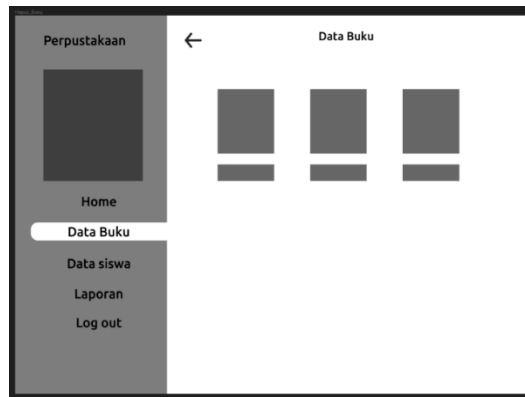 Perpustakaan
Data Buku
Home
Data Buku
Data siswa
Laporan
Log out